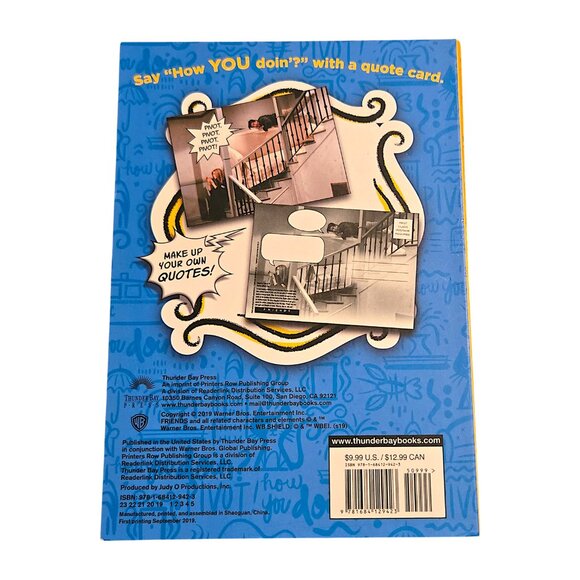 Say "How YOU doin'?" with a quote card.
PIVOT,
PIVOT,
PIVOT,
PIVOT!
MAKE UP
YOUR OWN
QUOTES!
FRIENDS
THUNDER BAY
PRESS
Thunder Bay Press
An imprint of Printers Row Publishing Group
A division of Readerlink Distribution Services, LLC
10350 Barnes Canyon Road, Suite 100, San Diego, CA 92121
www.thunderbaybooks.com • mail@thunderbaybooks.com
Copyright © 2019 Warner Bros. Entertainment Inc.
FRIENDS and all related characters and elements © & ™
Warner Bros. Entertainment Inc. WB SHIELD: © & ™ WBEI. (s19)
Published in the United States by Thunder Bay Press
in conjunction with Warner Bros. Global Publishing.
Printers Row Publishing Group is a division of
Readerlink Distribution Services, LLC.
Thunder Bay Press is a registered trademark of
Readerlink Distribution Services, LLC.
Produced by Judy O Productions, Inc.
ISBN: 978-1-68412-942-3
23 22 21 20 19 1 2 3 4 5
Manufactured, printed, and assembled in Shaoguan, China.
First printing September 2019.
www.thunderbaybooks.com
$9.99 U.S. / $12.99 CAN
ISBN 978-1-68412-942-3
50999>
9 781684 129423